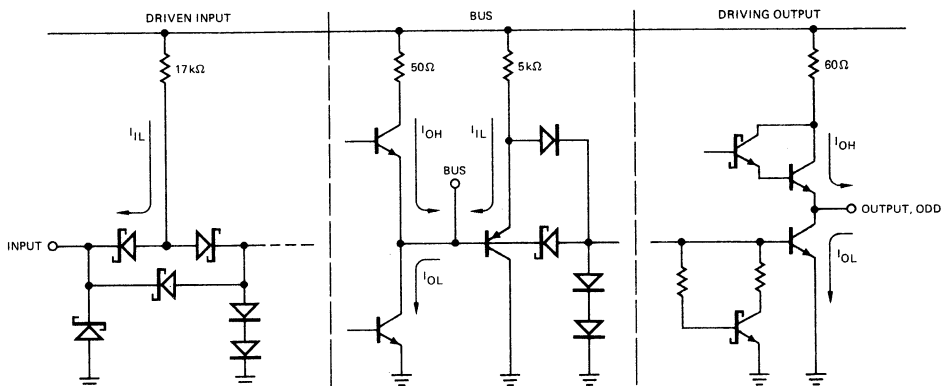 DRIVEN INPUT
BUS
DRIVING OUTPUT
17kΩ
50Ω
5kΩ
60Ω
IIL
IOH
IIL
IOH
BUS
INPUT
OUTPUT, ODD
IOL
IOL